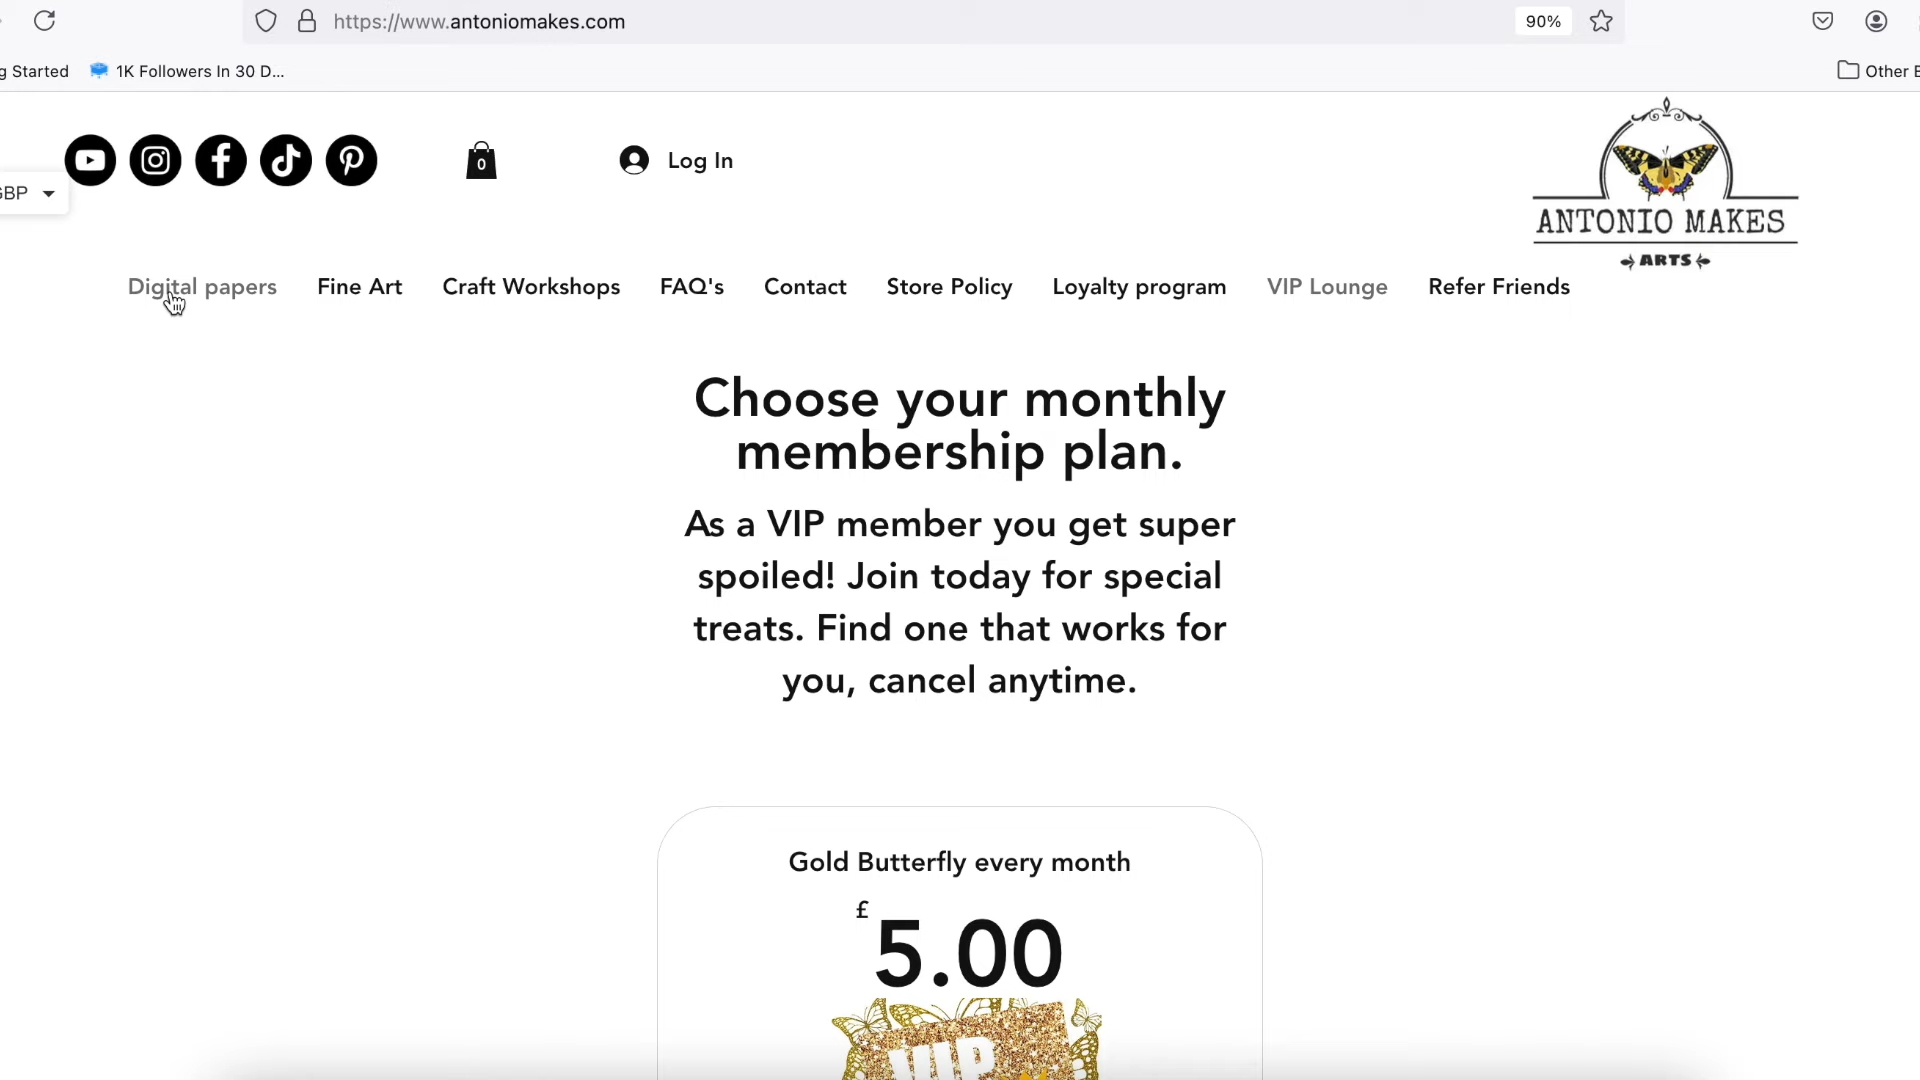 https://www.antoniomakes.com
90%
g Started
1K Followers In 30 D...
Other B
0
Log In
GBP
ANTONIO MAKES
ARTS
Digital papers
Fine Art
Craft Workshops
FAQ's
Contact
Store Policy
Loyalty program
VIP Lounge
Refer Friends
Choose your monthly
membership plan.
As a VIP member you get super
spoiled! Join today for special
treats. Find one that works for
you, cancel anytime.
Gold Butterfly every month
£
5.00
VIP